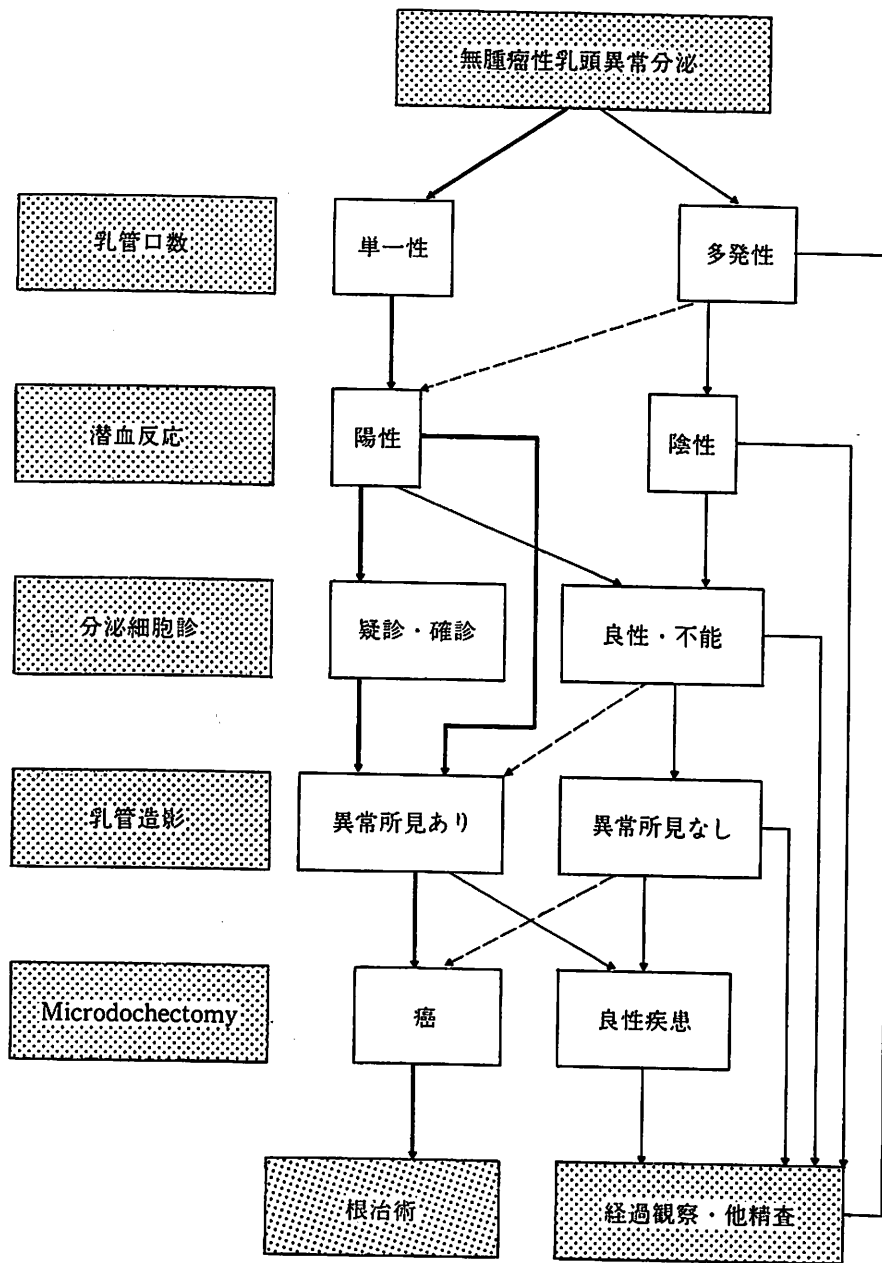 無腫瘤性乳頭異常分泌
乳管口数
単一性
多発性
潜血反応
陽性
陰性
分泌細胞診
疑診・確診
良性・不能
乳管造影
異常所見あり
異常所見なし
Microdochectomy
癌
良性疾患
根治術
経過観察・他精査